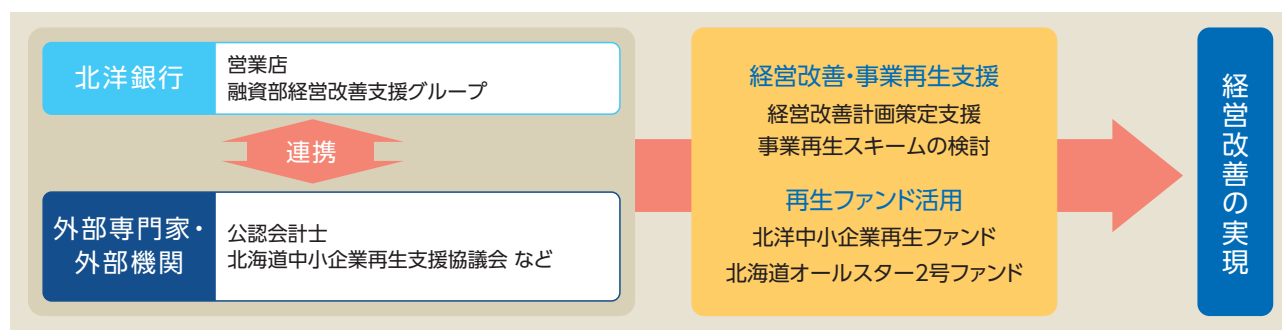 北洋銀行
営業店
融資部経営改善支援グループ
連携
外部専門家・
外部機関
公認会計士
北海道中小企業再生支援協議会 など
経営改善・事業再生支援
経営改善計画策定支援
事業再生スキームの検討
再生ファンド活用
北洋中小企業再生ファンド
北海道オールスター2号ファンド
経営改善の実現